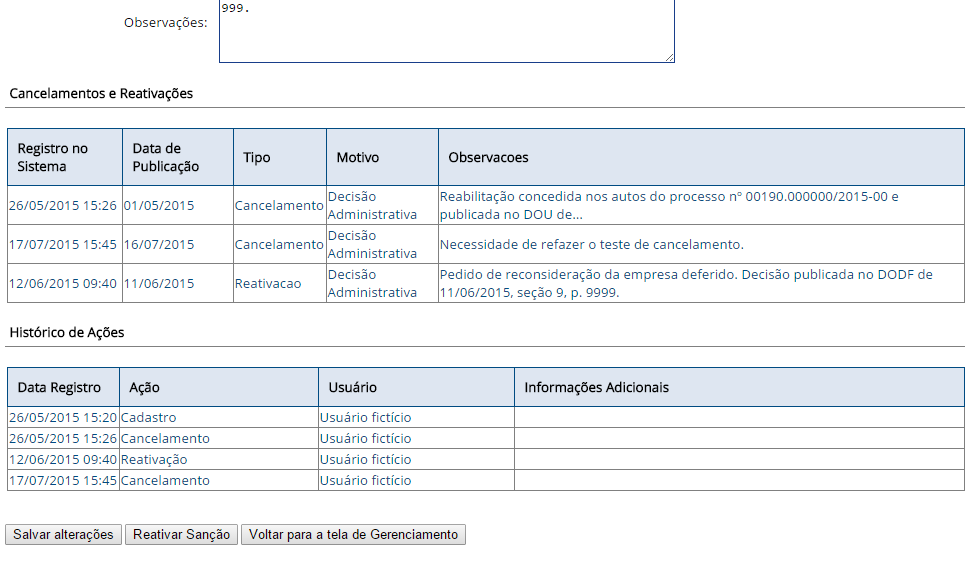 999.
Observações:
Cancelamentos e Reativações
Registro no Sistema Data de Publicação Tipo Motivo Observacoes
26/05/2015 15:26 01/05/2015 Cancelamento Decisão Administrativa Reabilitação concedida nos autos do processo nº 00190.000000/2015-00 e publicada no DOU de...
17/07/2015 15:45 16/07/2015 Cancelamento Decisão Administrativa Necessidade de refazer o teste de cancelamento.
12/06/2015 09:40 11/06/2015 Reativacao Decisão Administrativa Pedido de reconsideração da empresa deferido. Decisão publicada no DODF de 11/06/2015, seção 9, p. 9999.
Histórico de Ações
Data Registro Ação Usuário Informações Adicionais
26/05/2015 15:20 Cadastro Usuário fictício
26/05/2015 15:26 Cancelamento Usuário fictício
12/06/2015 09:40 Reativação Usuário fictício
17/07/2015 15:45 Cancelamento Usuário fictício
Salvar alterações Reativar Sanção Voltar para a tela de Gerenciamento